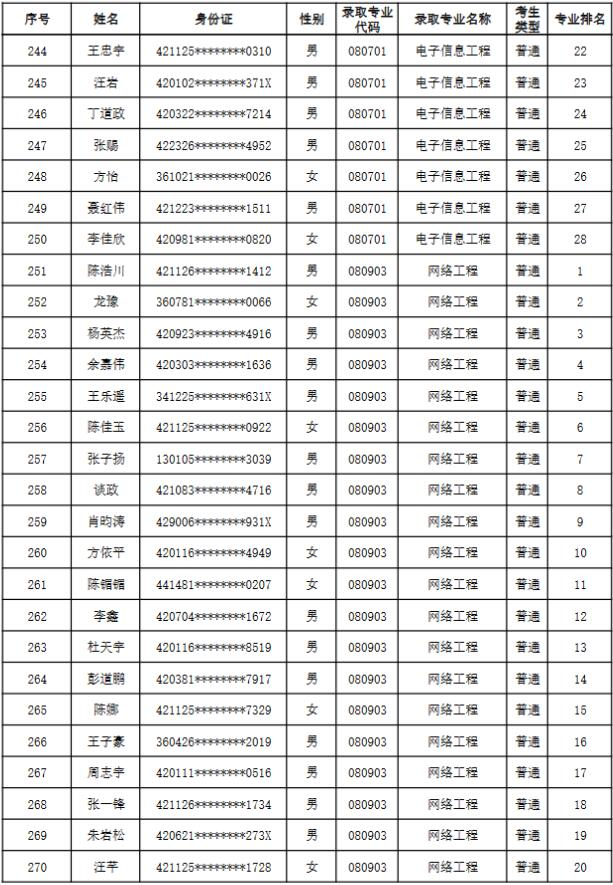 序号 姓名 身份证 性别 录取专业代码 录取专业名称 考生类型 专业排名
244 王忠宇 421125********0310 男 080701 电子信息工程 普通 22
245 汪岩 420102********371X 男 080701 电子信息工程 普通 23
246 丁道政 420322********7214 男 080701 电子信息工程 普通 24
247 张赐 422326********4952 男 080701 电子信息工程 普通 25
248 方怡 361021********0026 女 080701 电子信息工程 普通 26
249 聂红伟 421223********1511 男 080701 电子信息工程 普通 27
250 李佳欣 420981********0820 女 080701 电子信息工程 普通 28
251 陈浩川 421126********1412 男 080903 网络工程 普通 1
252 龙豫 360781********0066 女 080903 网络工程 普通 2
253 杨英杰 420923********4916 男 080903 网络工程 普通 3
254 余嘉伟 420303********1636 男 080903 网络工程 普通 4
255 王乐遥 341225********631X 男 080903 网络工程 普通 5
256 陈佳玉 421125********0922 女 080903 网络工程 普通 6
257 张子扬 130105********3039 男 080903 网络工程 普通 7
258 谈政 421083********4716 男 080903 网络工程 普通 8
259 肖昀涛 429006********931X 男 080903 网络工程 普通 9
260 方依平 420116********4949 女 080903 网络工程 普通 10
261 陈镏镏 441481********0207 女 080903 网络工程 普通 11
262 李鑫 420704********1672 男 080903 网络工程 普通 12
263 杜天宇 420116********8519 男 080903 网络工程 普通 13
264 彭道鹏 420381********7917 男 080903 网络工程 普通 14
265 陈娜 421125********7329 女 080903 网络工程 普通 15
266 王子豪 360426********2019 男 080903 网络工程 普通 16
267 周志宇 420111********0516 男 080903 网络工程 普通 17
268 张一锋 421126********1734 男 080903 网络工程 普通 18
269 朱岩松 420621********273X 男 080903 网络工程 普通 19
270 汪芊 421125********1728 女 080903 网络工程 普通 20